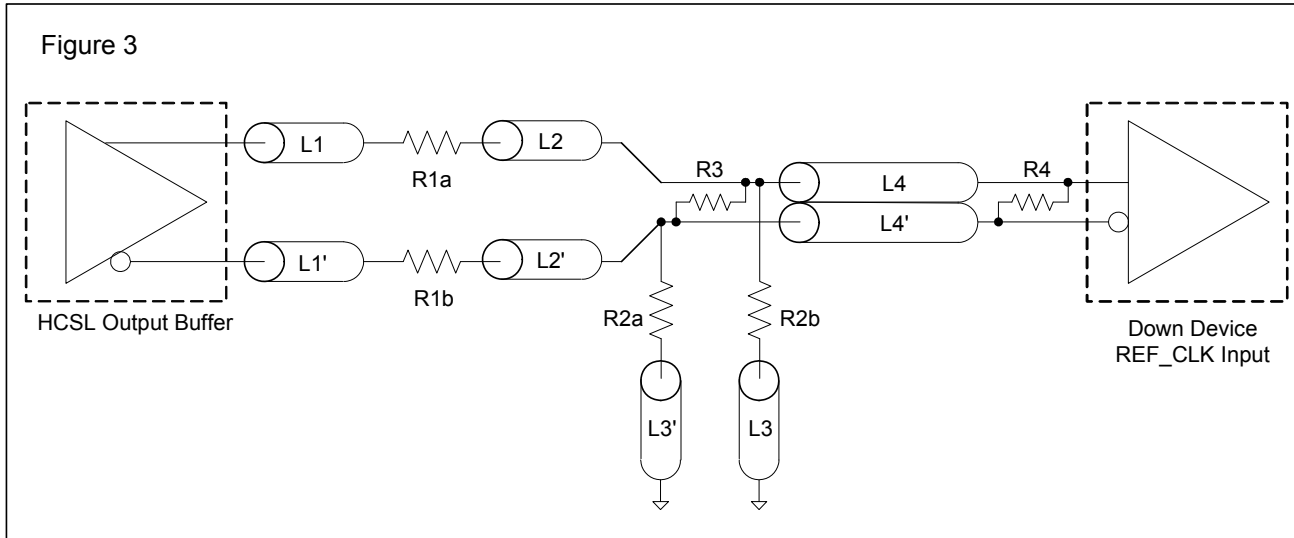 Figure 3
L1
R1a
L2
R3
L4
R4
L4'
L1'
R1b
L2'
HCSL Output Buffer
R2a
R2b
Down Device
REF_CLK Input
L3'
L3